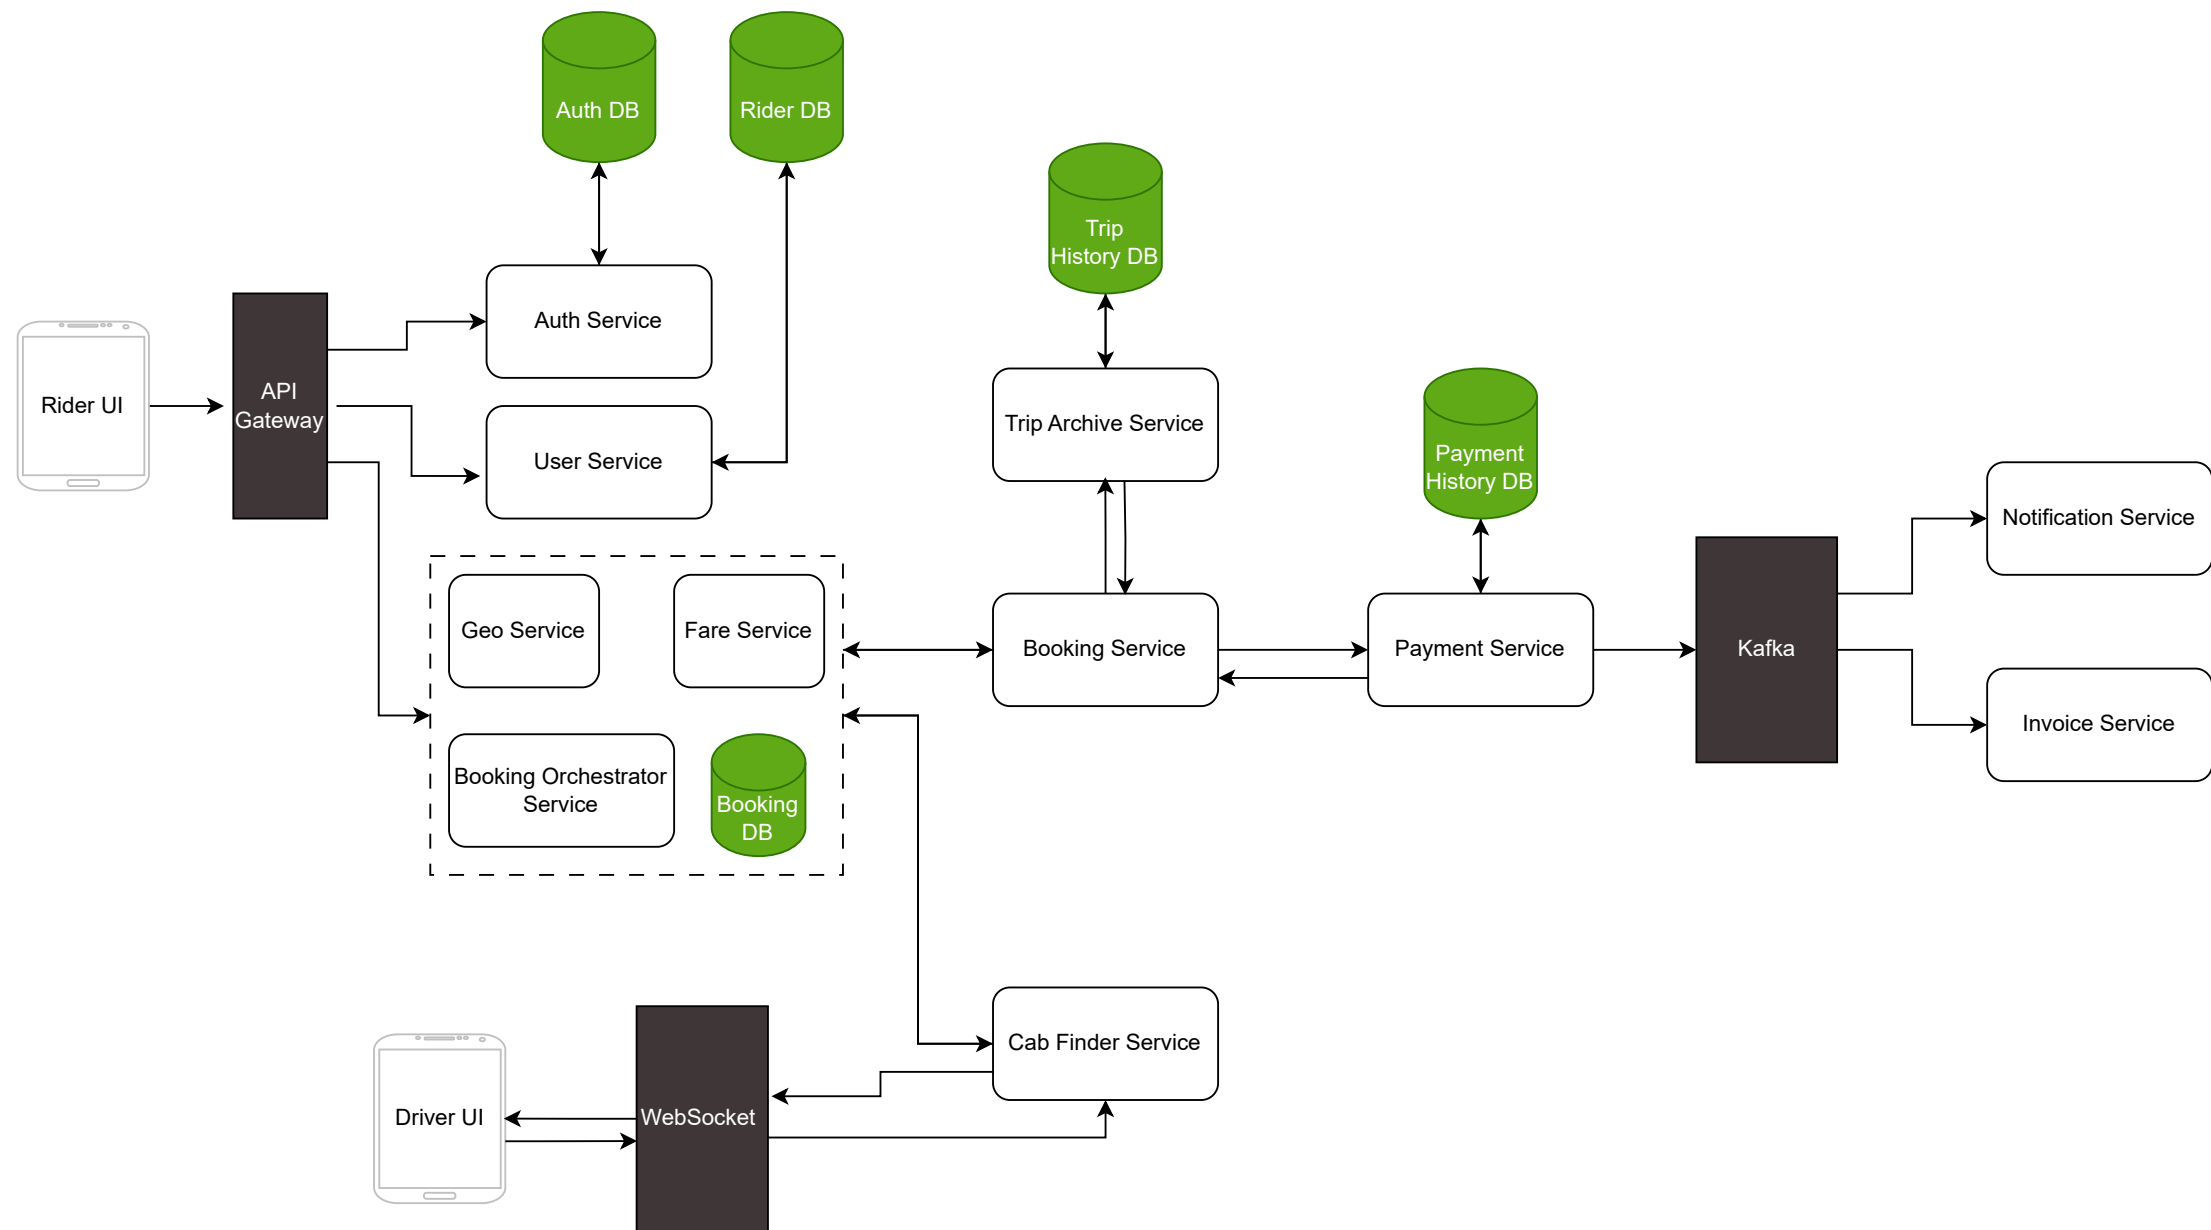 Auth DB
Rider DB
Trip
History DB
Auth Service
Rider UI
API
Gateway
User Service
Trip Archive Service
Payment
History DB
Notification Service
Geo Service
Fare Service
Booking Service
Payment Service
Kafka
Invoice Service
Booking Orchestrator
Service
Booking
DB
Cab Finder Service
Driver UI
WebSocket